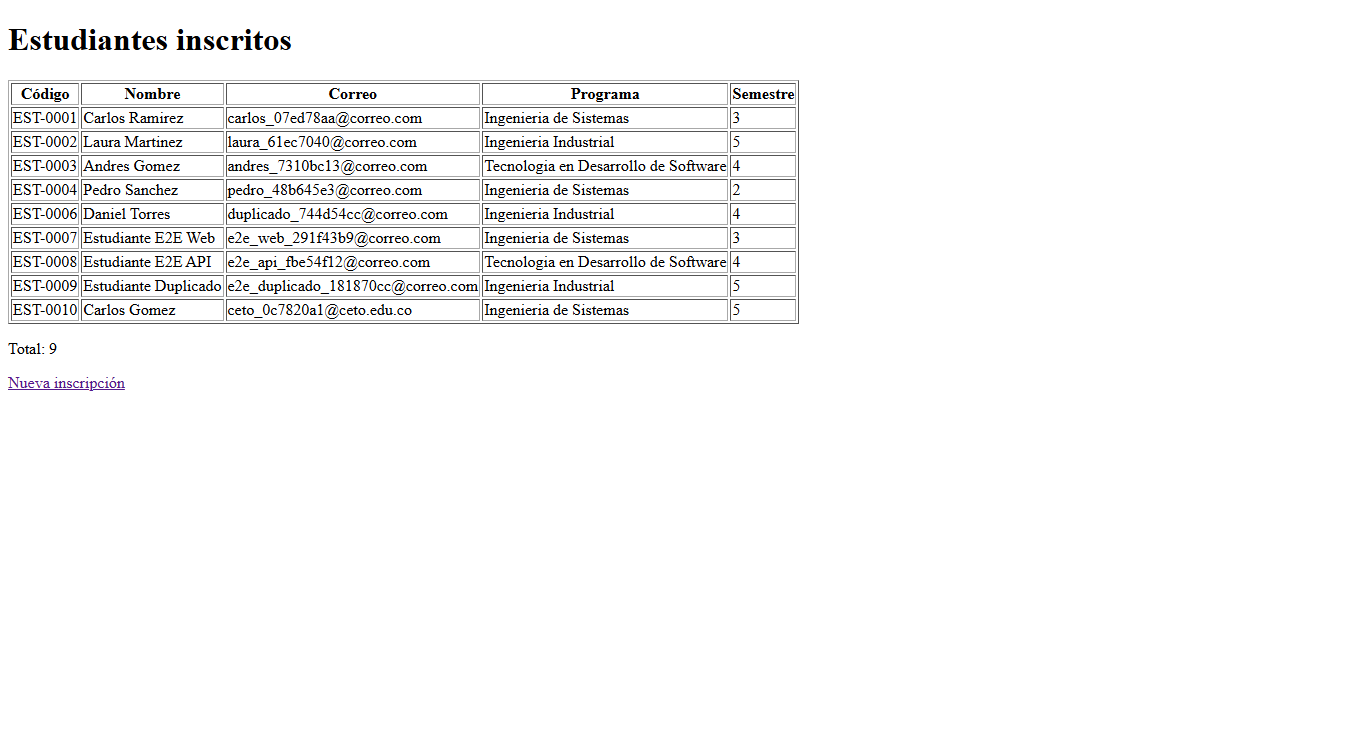 Estudiantes inscritos
Código Nombre Correo Programa Semestre
EST-0001 Carlos Ramirez carlos_07ed78aa@correo.com Ingenieria de Sistemas 3
EST-0002 Laura Martinez laura_61ec7040@correo.com Ingenieria Industrial 5
EST-0003 Andres Gomez andres_7310bc13@correo.com Tecnologia en Desarrollo de Software 4
EST-0004 Pedro Sanchez pedro_48b645e3@correo.com Ingenieria de Sistemas 2
EST-0006 Daniel Torres duplicado_744d54cc@correo.com Ingenieria Industrial 4
EST-0007 Estudiante E2E Web e2e_web_291f43b9@correo.com Ingenieria de Sistemas 3
EST-0008 Estudiante E2E API e2e_api_fbe54f12@correo.com Tecnologia en Desarrollo de Software 4
EST-0009 Estudiante Duplicado e2e_duplicado_181870cc@correo.com Ingenieria Industrial 5
EST-0010 Carlos Gomez ceto_0c7820a1@ceto.edu.co Ingenieria de Sistemas 5
Total: 9
Nueva inscripción